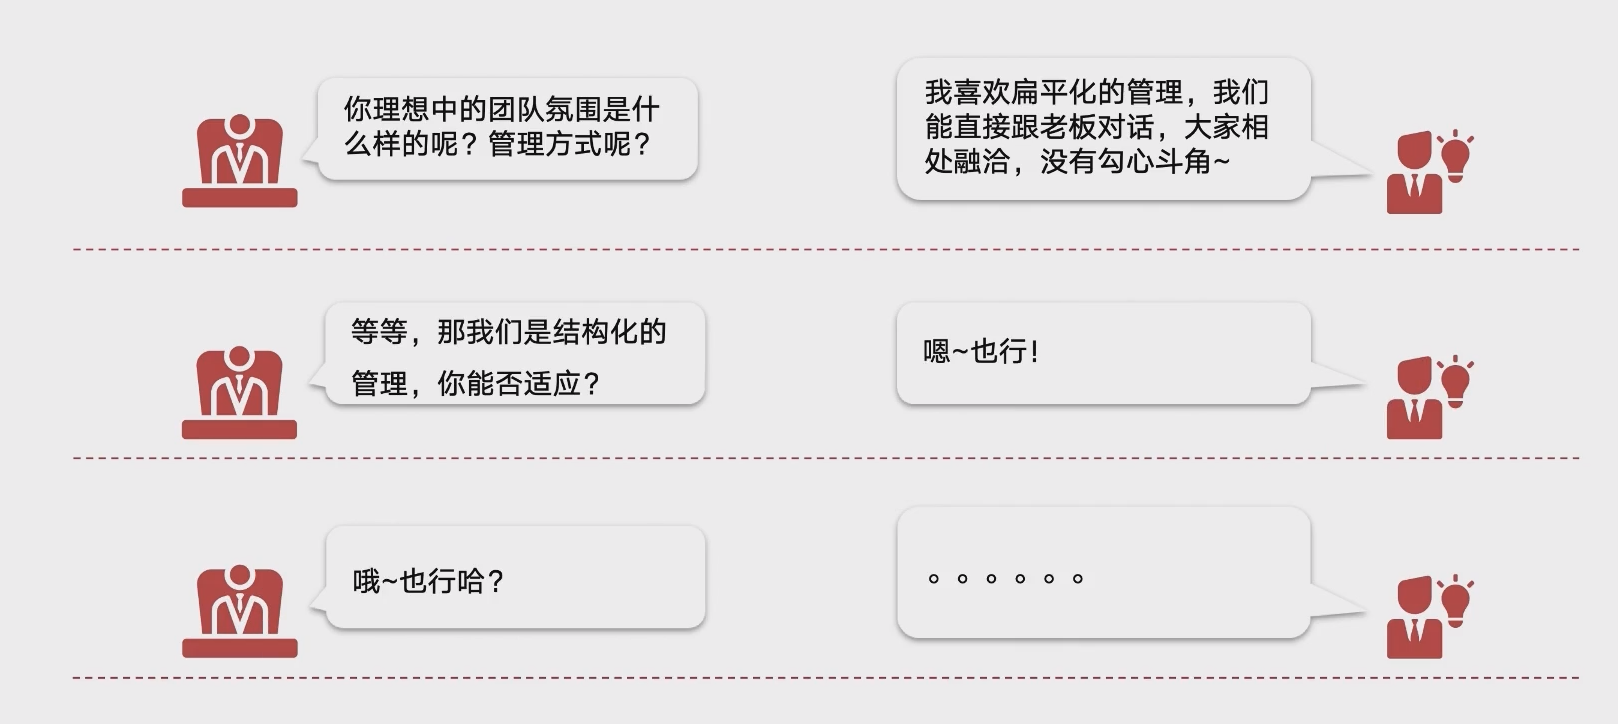 你理想中的团队氛围是什
么样的呢？管理方式呢？
我喜欢扁平化的管理，我们
能直接跟老板对话，大家相
处融洽，没有勾心斗角~
等等，那我们是结构化的
管理，你能否适应？
嗯~也行！
哦~也行哈？
。。。。。。